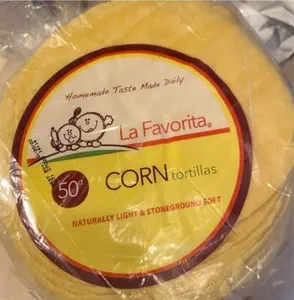 Homemade Taste Made Daily
La Favorita®
50
CORN tortillas
NATURALLY LIGHT & STONEGROUND SOFT